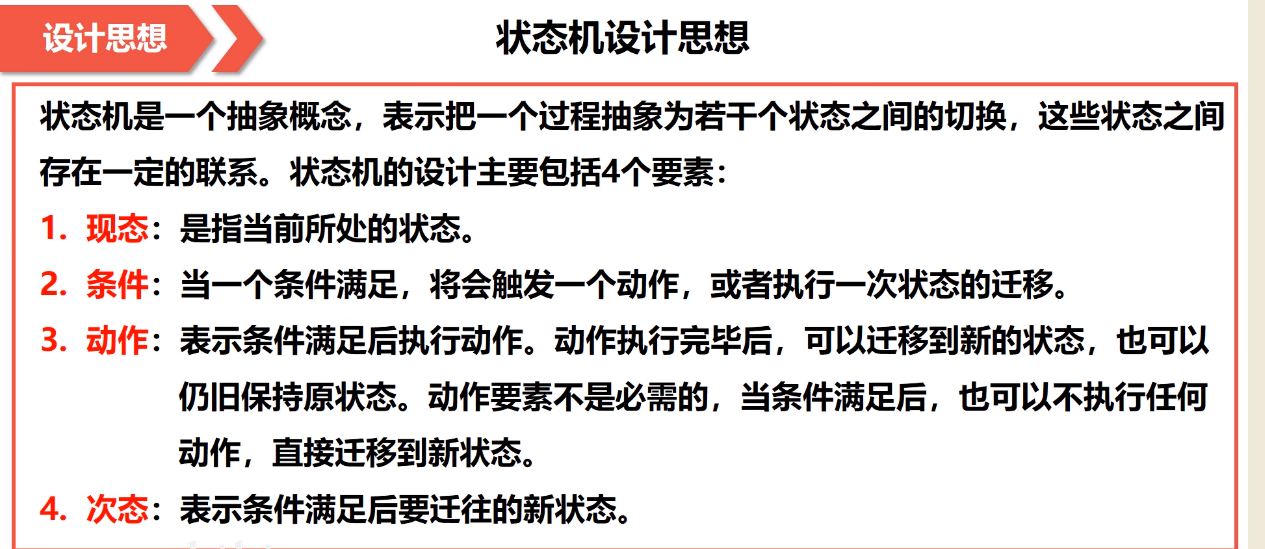 设计思想
状态机设计思想
状态机是一个抽象概念，表示把一个过程抽象为若干个状态之间的切换，这些状态之间
存在一定的联系。状态机的设计主要包括4个要素：
1. 现态：是指当前所处的状态。
2. 条件：当一个条件满足，将会触发一个动作，或者执行一次状态的迁移。
3. 动作：表示条件满足后执行动作。动作执行完毕后，可以迁移到新的状态，也可以
仍旧保持原状态。动作要素不是必需的，当条件满足后，也可以不执行任何
动作，直接迁移到新状态。
4. 次态：表示条件满足后要迁往的新状态。